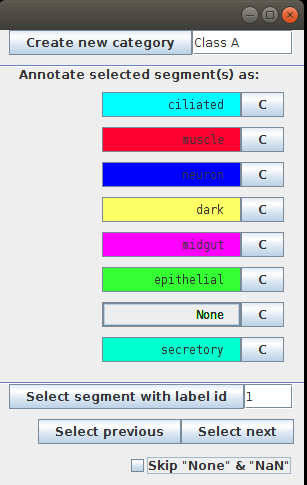 Create new category Class A
Annotate selected segment(s) as:
ciliated C
muscle C
neuron C
dark C
midgut C
epithelial C
None C
secretory C
Select segment with label id 1
Select previous Select next
Skip "None" & "NaN"